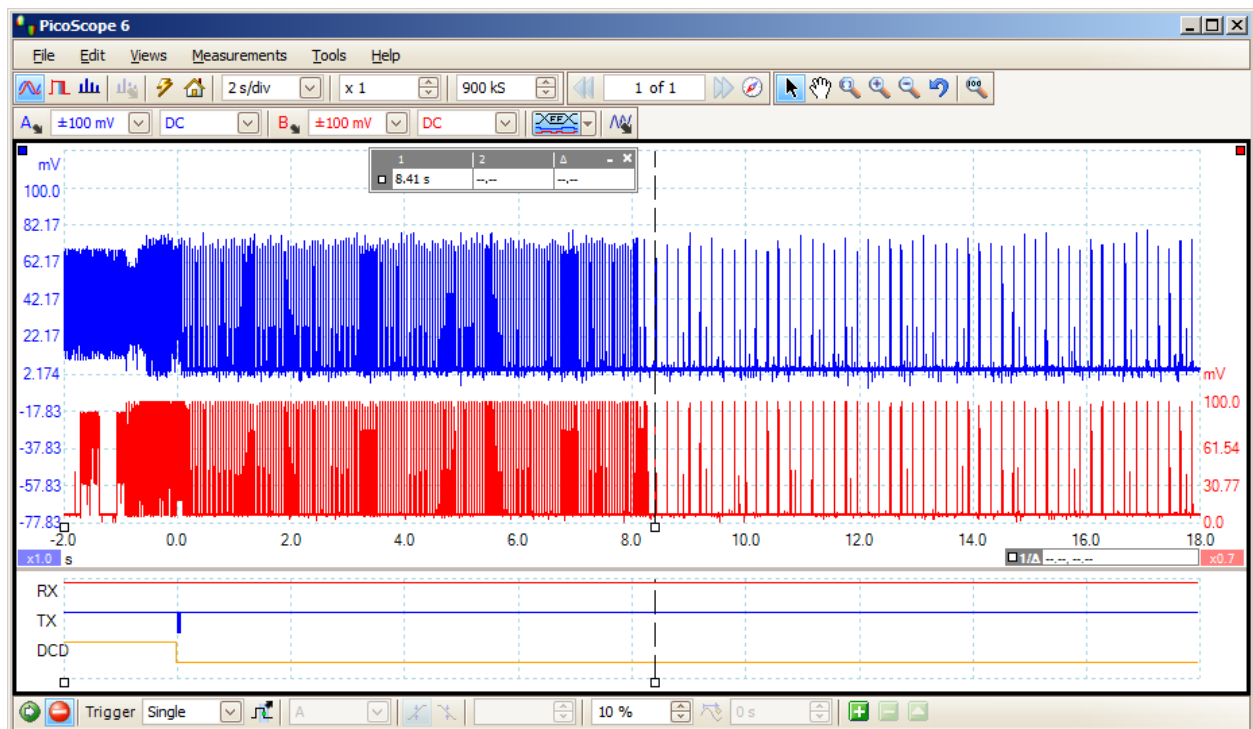 PicoScope 6
File Edit Views Measurements Tools Help
2 s/div x 1 900 kS 1 of 1
A ±100 mV DC B ±100 mV DC
1 2 Δ
8.41 s --.-- --.--
mV
100.0
82.17
62.17
42.17
22.17
2.174
-17.83
-37.83
-57.83
-77.83
mV
100.0
61.54
30.77
0.0
-2.0 0.0 2.0 4.0 6.0 8.0 10.0 12.0 14.0 16.0 18.0
x1.0 s 1/Δ --.--, --.-- x0.7
RX
TX
DCD
Trigger Single A 10 % 0 s